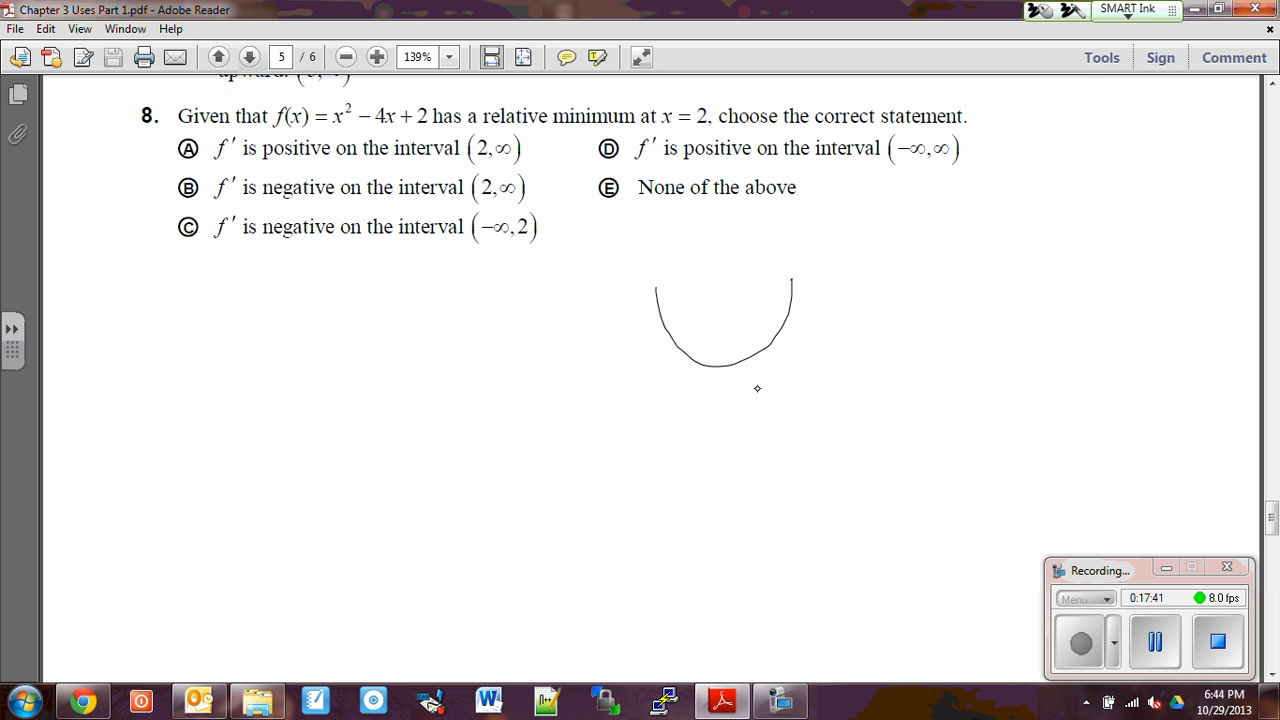 Chapter 3 Uses Part 1.pdf - Adobe Reader
SMART Ink
File Edit View Window Help
5 / 6 139% Tools Sign Comment
8. Given that f(x) = x² − 4x + 2 has a relative minimum at x = 2, choose the correct statement.
A f′ is positive on the interval (2, ∞)
B f′ is negative on the interval (2, ∞)
C f′ is negative on the interval (−∞, 2)
D f′ is positive on the interval (−∞, ∞)
E None of the above
Recording...
Menu 0:17:41 8.0 fps
6:44 PM
10/29/2013